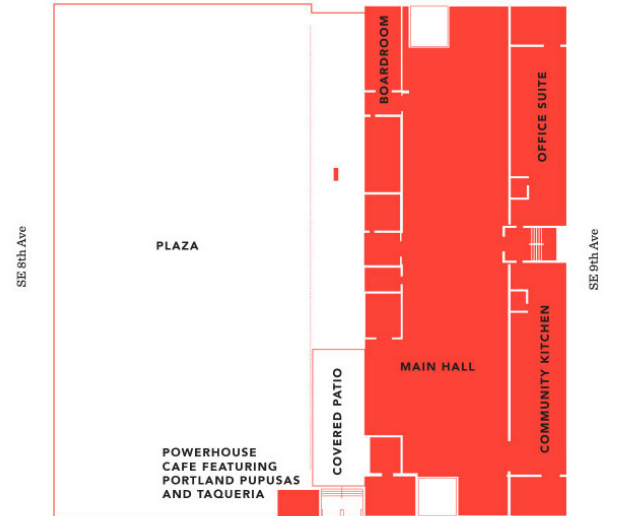 BOARDROOM
OFFICE SUITE
SE 8th Ave
PLAZA
SE 9th Ave
MAIN HALL
COVERED PATIO
COMMUNITY KITCHEN
POWERHOUSE
CAFE FEATURING
PORTLAND PUPUSAS
AND TAQUERIA